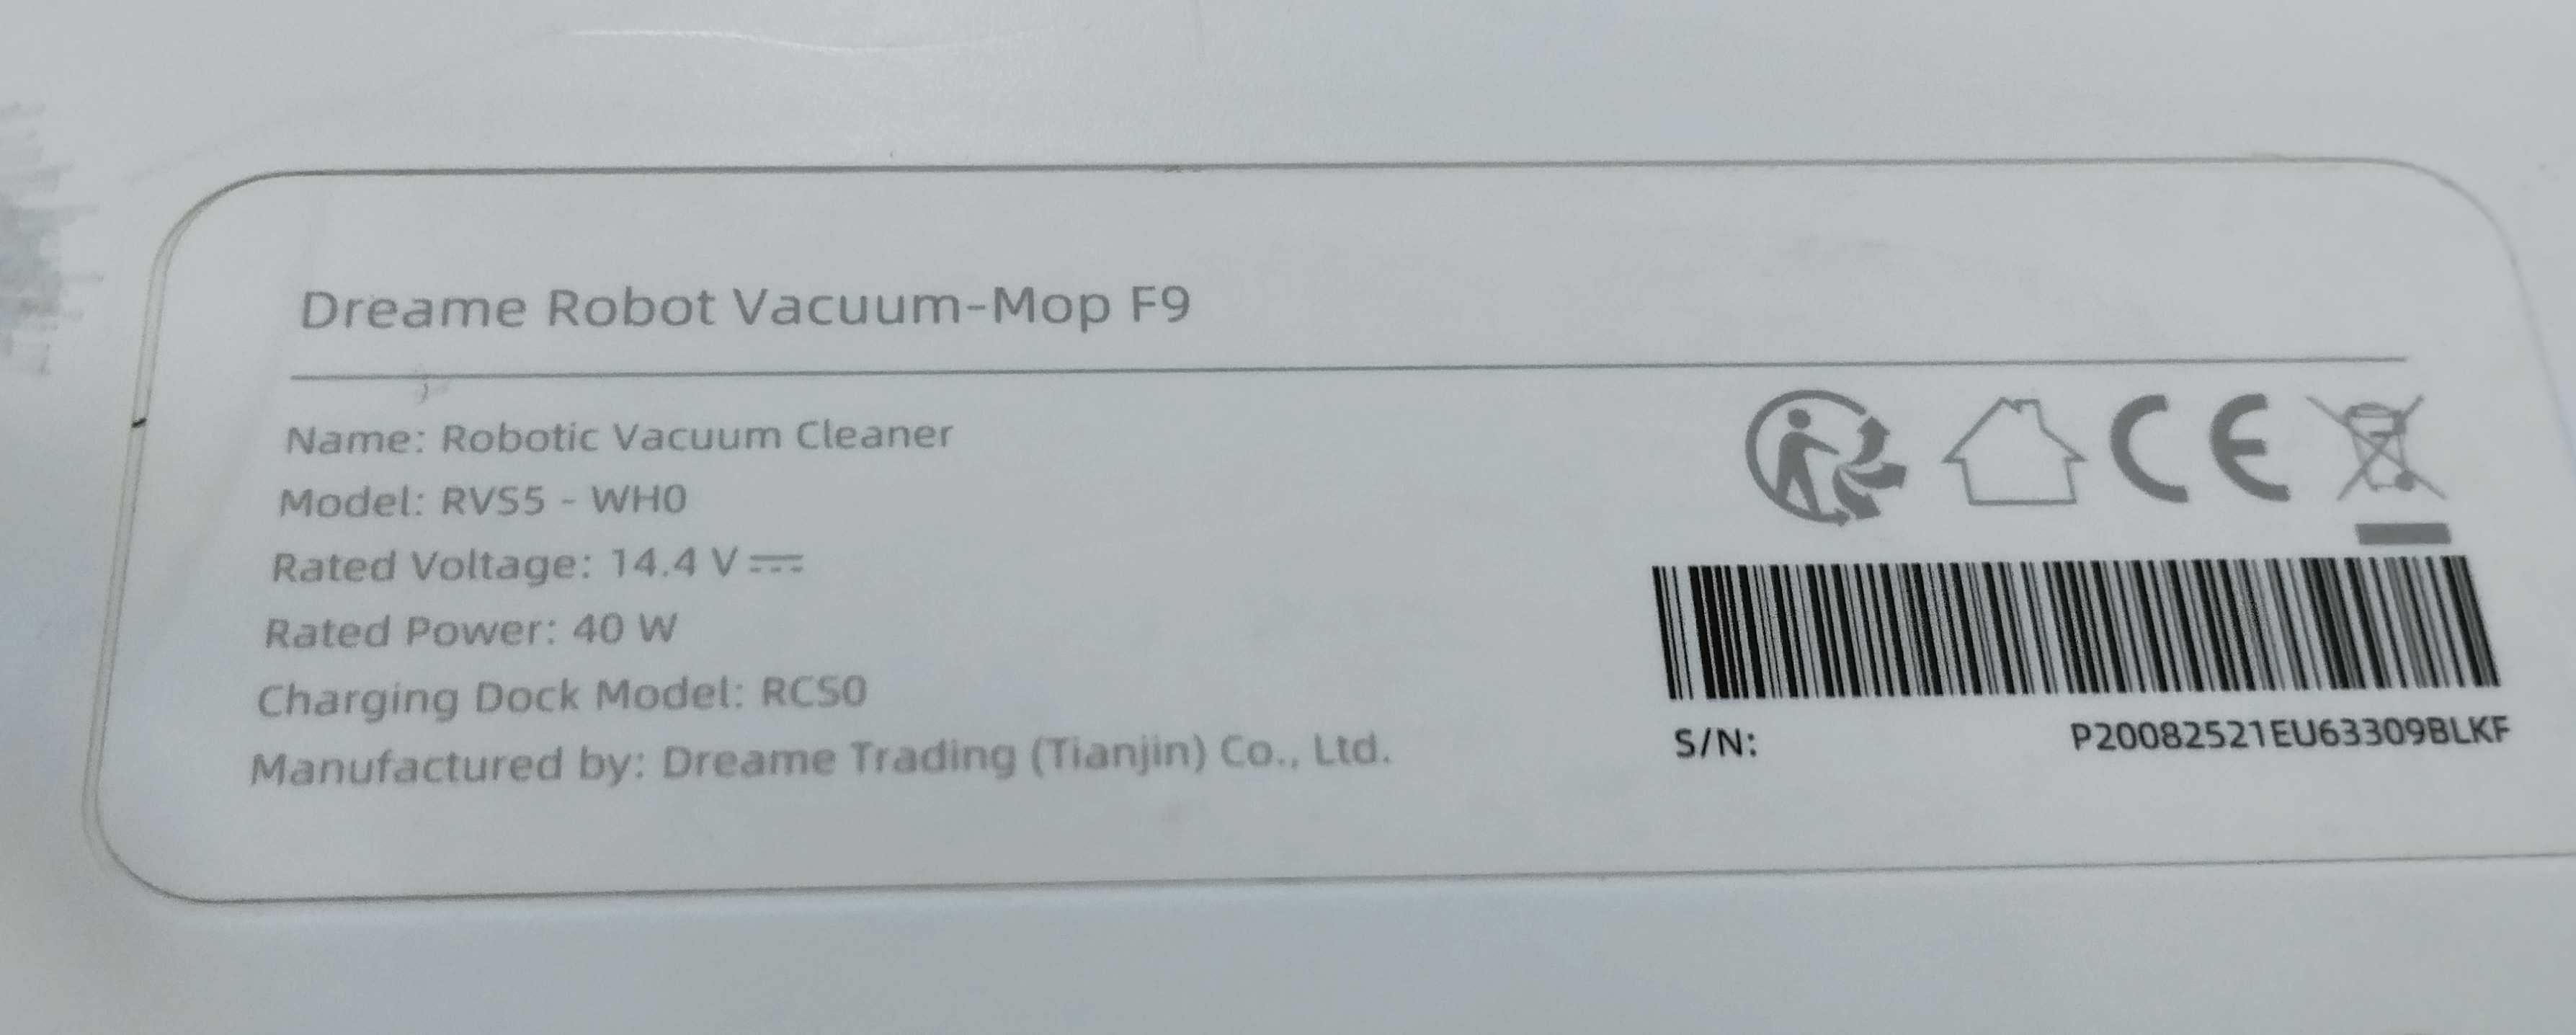 Dreame Robot Vacuum-Mop F9
Name: Robotic Vacuum Cleaner
Model: RVS5 - WH0
Rated Voltage: 14.4 V⎓
Rated Power: 40 W
Charging Dock Model: RCS0
Manufactured by: Dreame Trading (Tianjin) Co., Ltd.
CE
S/N: P20082521EU63309BLKF